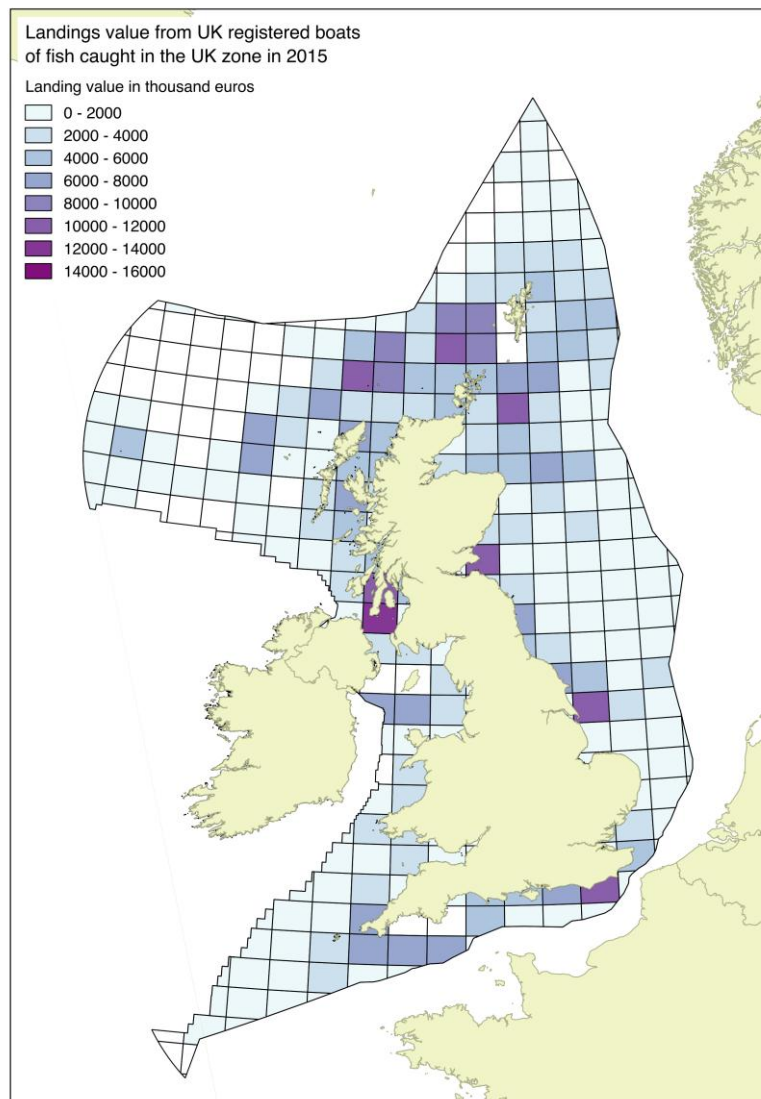 Landings value from UK registered boats
of fish caught in the UK zone in 2015
Landing value in thousand euros
0 - 2000
2000 - 4000
4000 - 6000
6000 - 8000
8000 - 10000
10000 - 12000
12000 - 14000
14000 - 16000